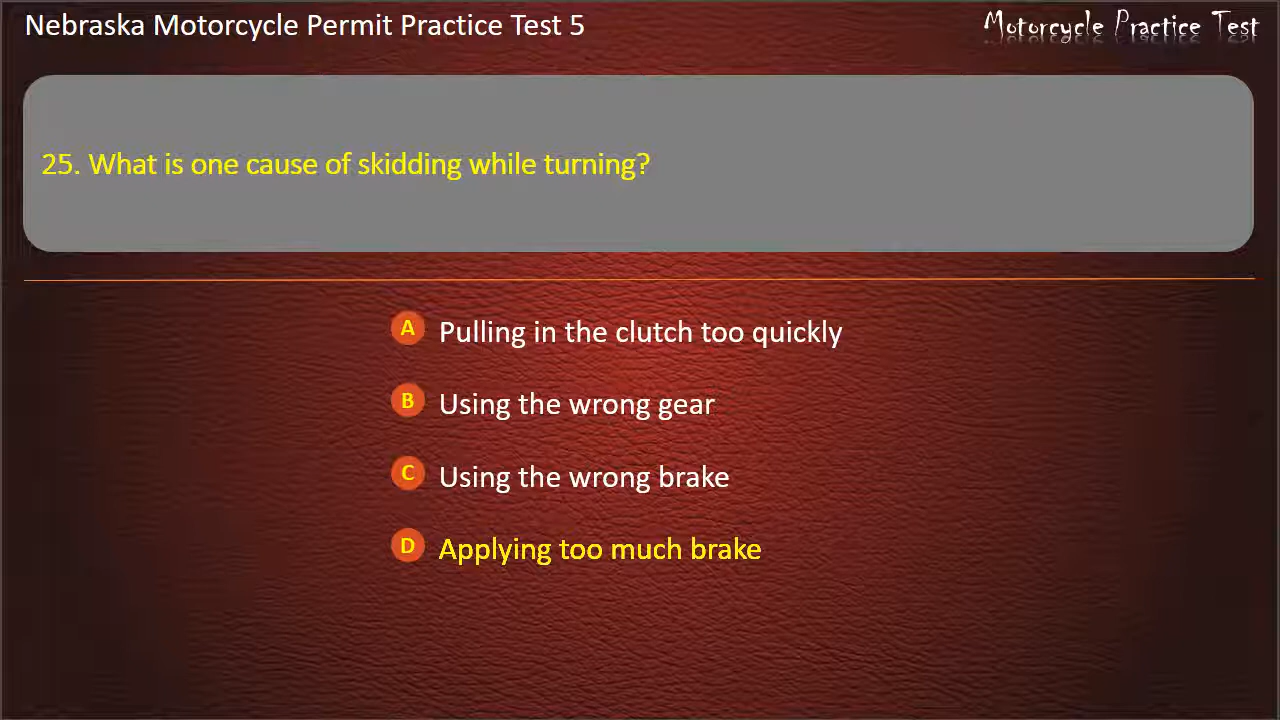 Nebraska Motorcycle Permit Practice Test 5
Motorcycle Practice Test
25. What is one cause of skidding while turning?
A Pulling in the clutch too quickly
B Using the wrong gear
C Using the wrong brake
D Applying too much brake